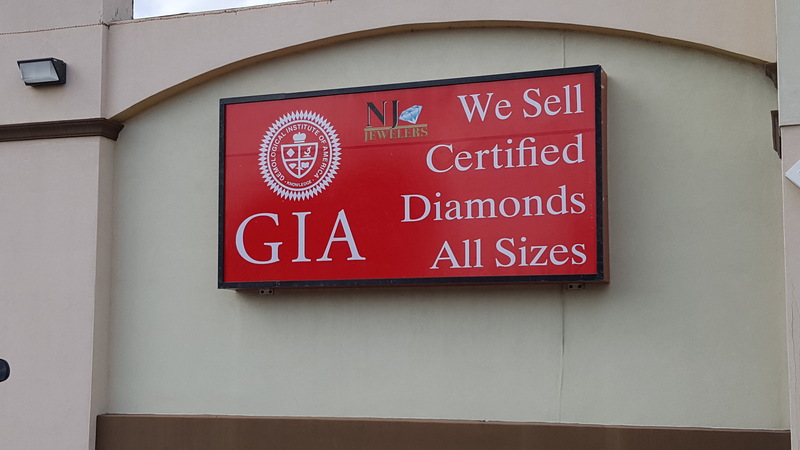 GEMOLOGICAL INSTITUTE OF AMERICA
KNOWLEDGE
GIA
NJ
JEWELERS
We Sell
Certified
Diamonds
All Sizes